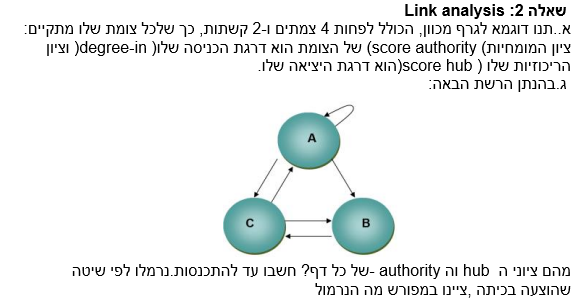 שאלה 2: Link analysis
א..תנו דוגמא לגרף מכוון, הכולל לפחות 4 צמתים ו-2 קשתות, כך שלכל צומת שלו מתקיים:
ציון המומחיות) score authority) של הצומת הוא דרגת הכניסה שלו( degree-in( וציון
הריכוזיות שלו ( score hub)הוא דרגת היציאה שלו.
ג.בהנתן הרשת הבאה:
A
C B
מהם ציוני ה hub וה authority -של כל דף? חשבו עד להתכנסות.נרמלו לפי שיטה
שהוצעה בכיתה ,ציינו במפורש מה הנרמול